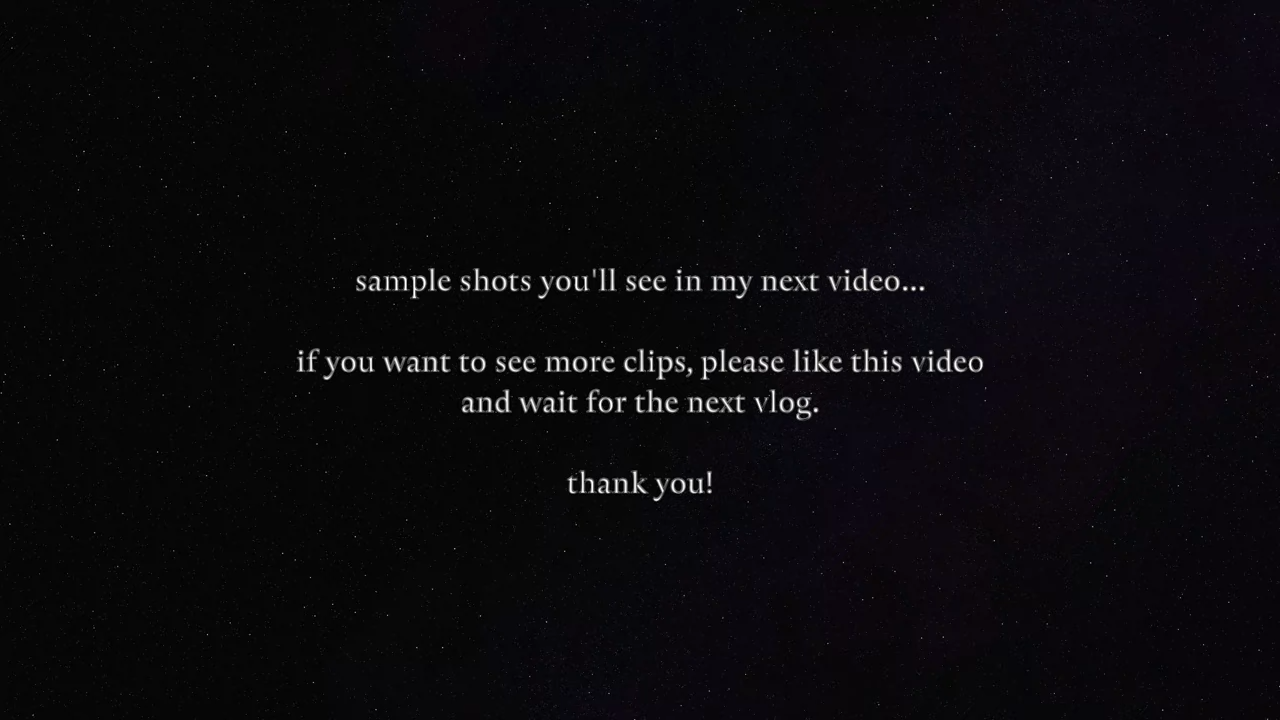 sample shots you'll see in my next video...
if you want to see more clips, please like this video
and wait for the next vlog.
thank you!